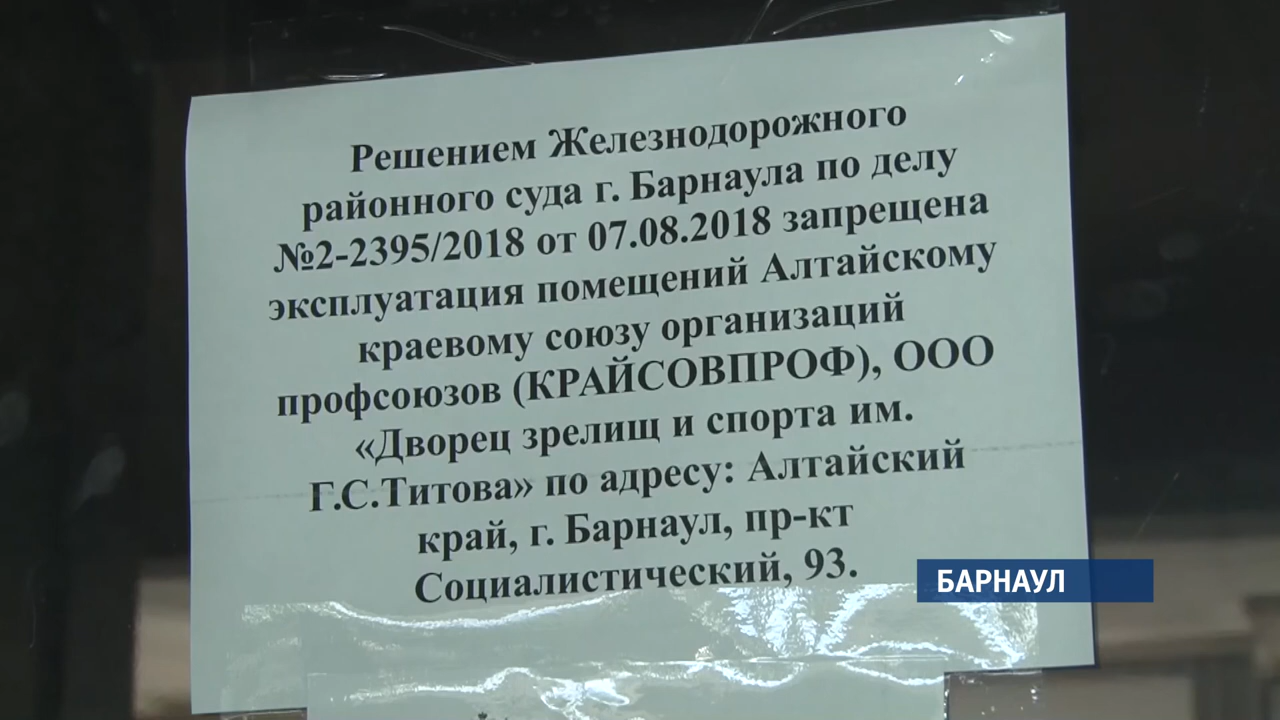 Решением Железнодорожного
районного суда г. Барнаула по делу
№2-2395/2018 от 07.08.2018 запрещена
эксплуатация помещений Алтайскому
краевому союзу организаций
профсоюзов (КРАЙСОВПРОФ), ООО
«Дворец зрелищ и спорта им.
Г.С.Титова» по адресу: Алтайский
край, г. Барнаул, пр-кт
Социалистический, 93.
БАРНАУЛ